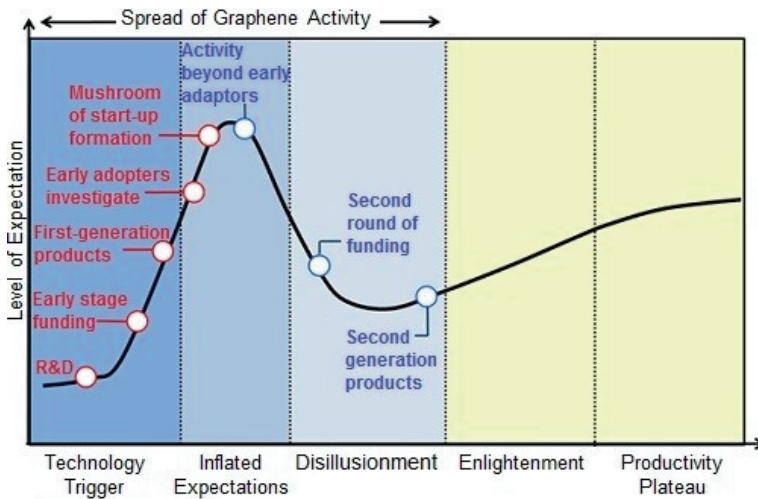 Spread of Graphene Activity
Level of Expectation
Activity
beyond early
adaptors
Mushroom
of start-up
formation
Early adopters
investigate
First-generation
products
Early stage
funding
R&D
Second
round of
funding
Second
generation
products
Technology
Trigger
Inflated
Expectations
Disillusionment
Enlightenment
Productivity
Plateau